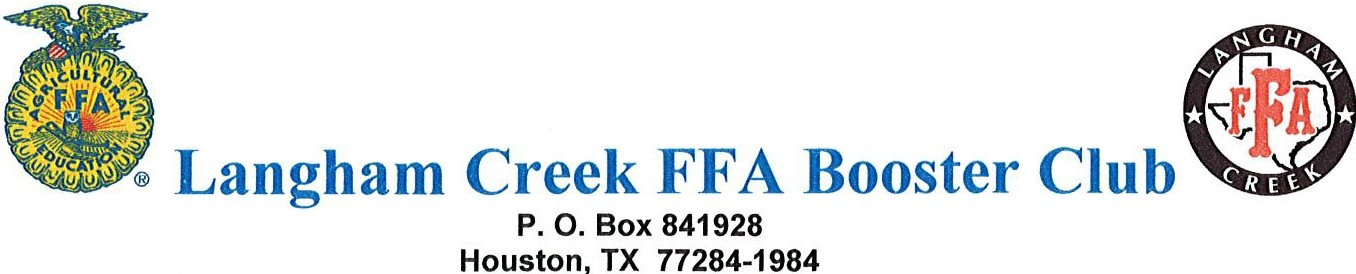 AGRICULTURAL
FFA
EDUCATION
®
Langham Creek FFA Booster Club
P. O. Box 841928
Houston, TX 77284-1984
LANGHAM
FFA
CREEK